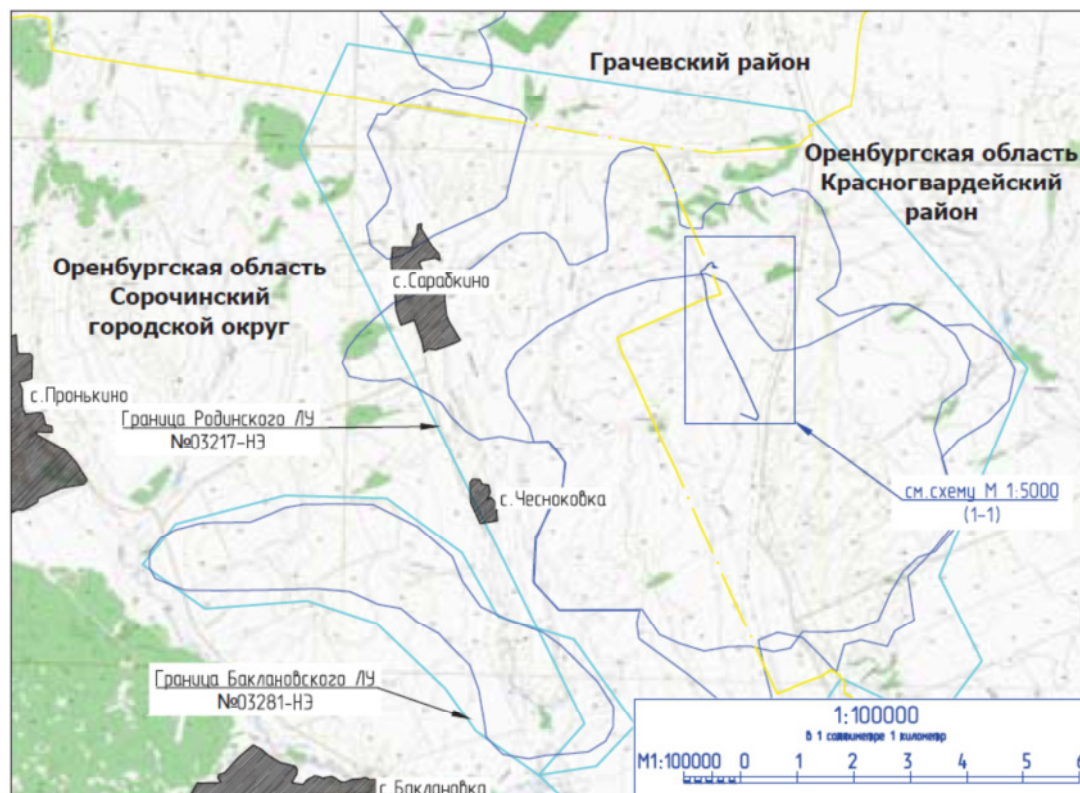 Грачевский район
Оренбургская область
Красногвардейский
район
Оренбургская область
Сорочинский
городской округ
с.Сарабкино
с.Пронькино
Граница Родинского ЛУ
№03217-НЭ
с.Чесноковка
см.схему М 1:5000
(1-1)
Граница Баклановского ЛУ
№03281-НЭ
с.Баклановка
1:100000
в 1 сантиметре 1 километр
М1:100000 0 1 2 3 4 5 6